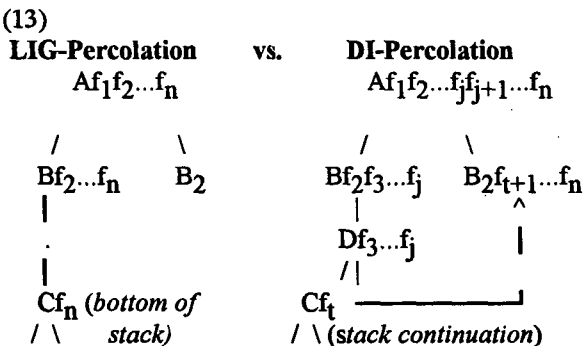 (13)
LIG-Percolation vs. DI-Percolation
Af1f2...fn Af1f2...fjfj+1...fn
/ \ / \
Bf2...fn B2 Bf2f3...fj B2ft+1...fn
| | ^
. Df3...fj |
| / |
Cfn (bottom of Cft
/ \ stack) / \ (stack continuation)